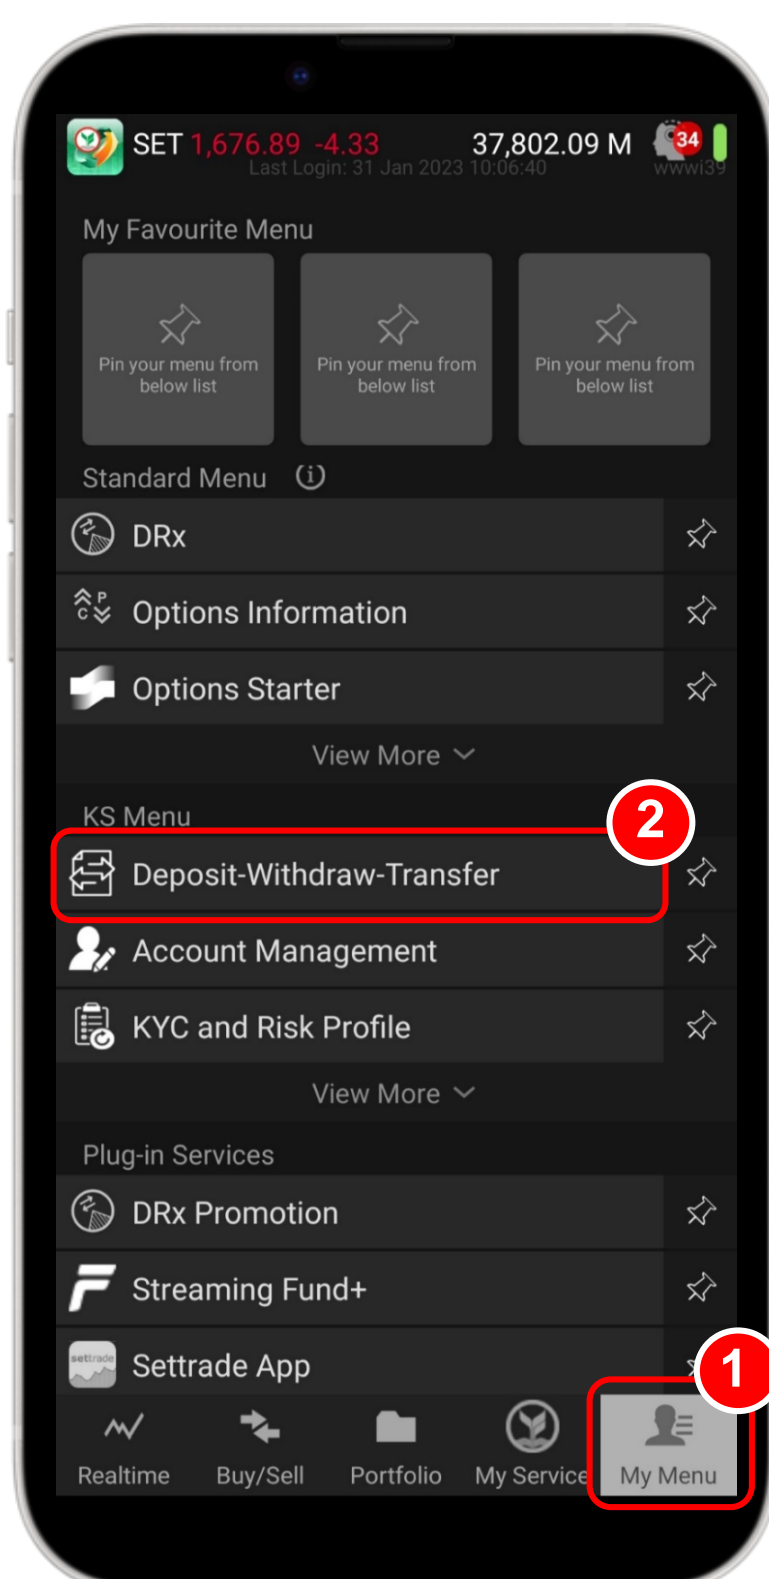 SET 1,676.89 -4.33 37,802.09 M 34
Last Login: 31 Jan 2023 10:06:40 wwwi39
My Favourite Menu
Pin your menu from
below list
Pin your menu from
below list
Pin your menu from
below list
Standard Menu
DRx
P
C
Options Information
Options Starter
View More
KS Menu
2
Deposit-Withdraw-Transfer
Account Management
KYC and Risk Profile
View More
Plug-in Services
DRx Promotion
Streaming Fund+
settrade
Settrade App
1
Realtime Buy/Sell Portfolio My Service My Menu